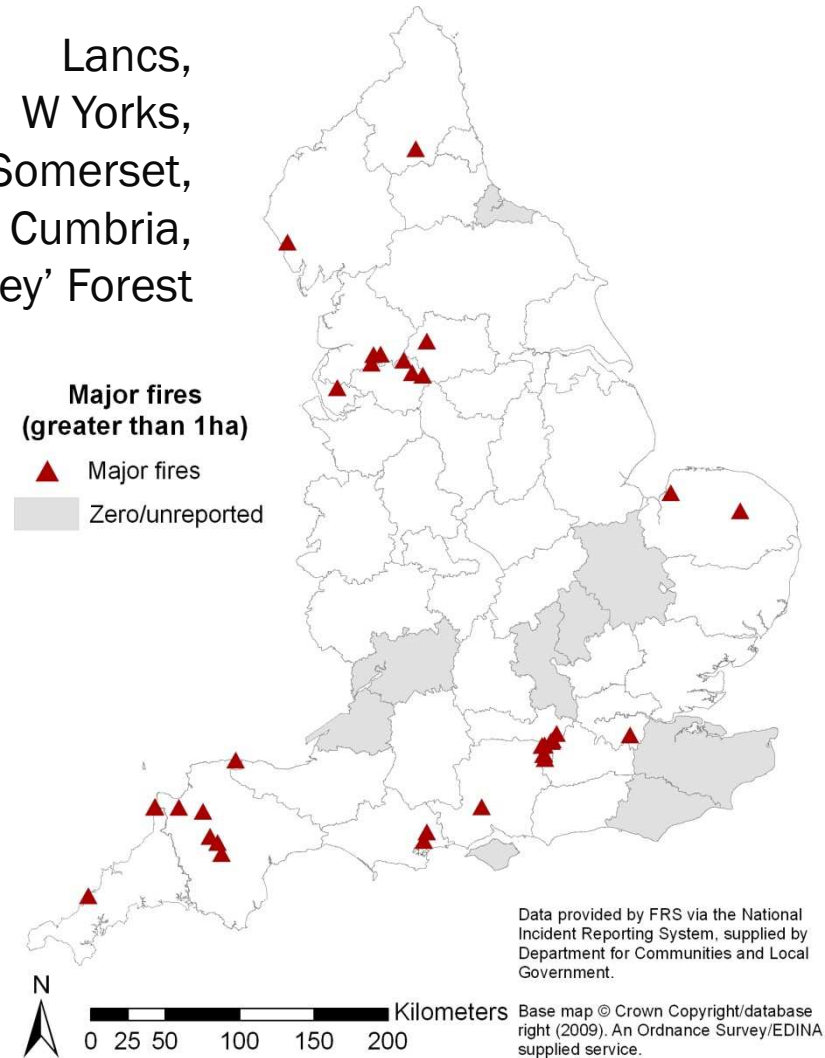 Lancs,
W Yorks,
Somerset,
Cumbria,
ey’ Forest
Major fires
(greater than 1ha)
Major fires
Zero/unreported
N
0 25 50 100 150 200
Kilometers
Data provided by FRS via the National
Incident Reporting System, supplied by
Department for Communities and Local
Government.
Base map © Crown Copyright/database
right (2009). An Ordnance Survey/EDINA
supplied service.